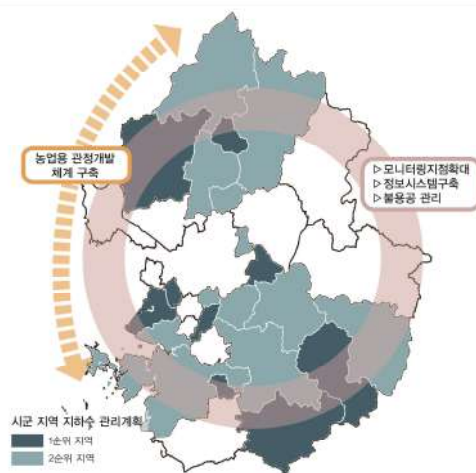 농업용 관정개발
체계 구축
▷모니터링지점확대
▷정보시스템구축
▷불용공 관리
시군 지역 지하수 관리계획
1순위 지역
2순위 지역